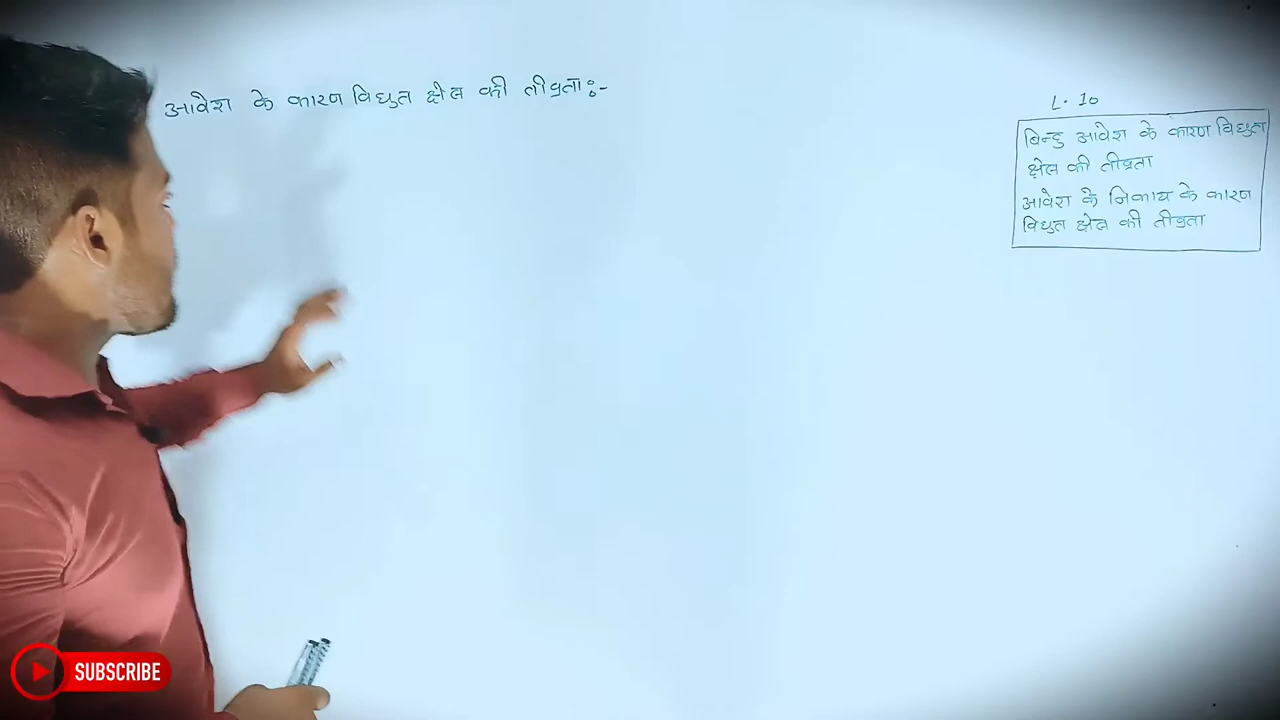 आवेश के कारण विद्युत क्षेत्र की तीव्रता :-
L. 10
बिन्दु आवेश के कारण विद्युत
क्षेत्र की तीव्रता
आवेश के निकाय के कारण
विद्युत क्षेत्र की तीव्रता
SUBSCRIBE